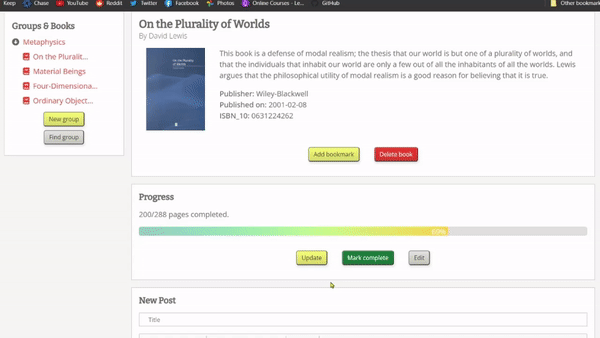 Keep Chase YouTube Reddit Twitter Facebook Photos Online Courses - Le... GitHub Other bookmark
Groups & Books
Metaphysics
On the Pluralit...
Material Beings
Four-Dimensiona...
Ordinary Object...
New group
Find group
On the Plurality of Worlds
By David Lewis
On the Plurality of Worlds
This book is a defense of modal realism; the thesis that our world is but one of a plurality of worlds, and
that the individuals that inhabit our world are only a few out of all the inhabitants of all the worlds. Lewis
argues that the philosophical utility of modal realism is a good reason for believing that it is true.
Publisher: Wiley-Blackwell
Published on: 2001-02-08
ISBN_10: 0631224262
Add bookmark Delete book
Progress
200/288 pages completed.
Update Mark complete Edit
New Post
Title